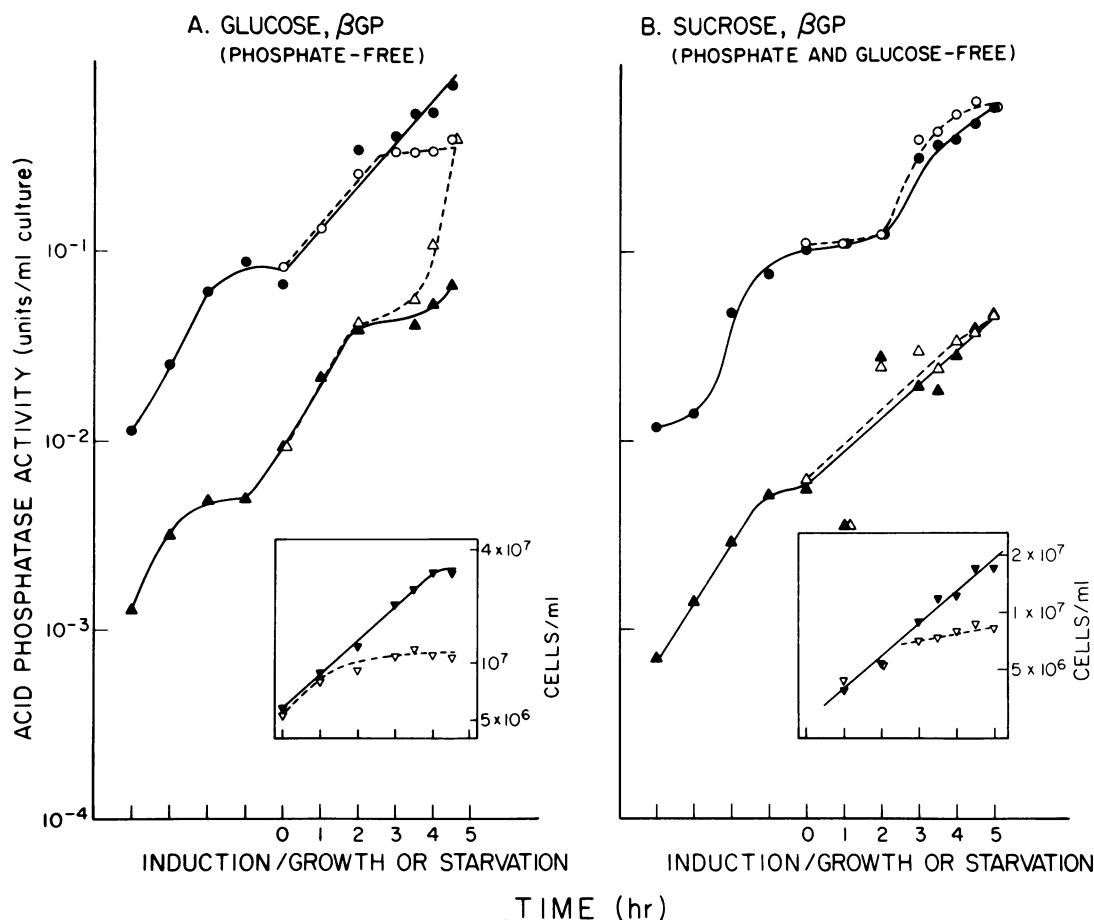 A. GLUCOSE, βGP
(PHOSPHATE-FREE)
B. SUCROSE, βGP
(PHOSPHATE AND GLUCOSE-FREE)
ACID PHOSPHATASE ACTIVITY (units/ml culture)
10⁻¹
10⁻²
10⁻³
10⁻⁴
4 x 10⁷
10⁷
5 x 10⁶
CELLS/ml
0 1 2 3 4 5
INDUCTION/GROWTH OR STARVATION
2 x 10⁷
1 x 10⁷
5 x 10⁶
CELLS/ml
0 1 2 3 4 5
INDUCTION/GROWTH OR STARVATION
TIME (hr)